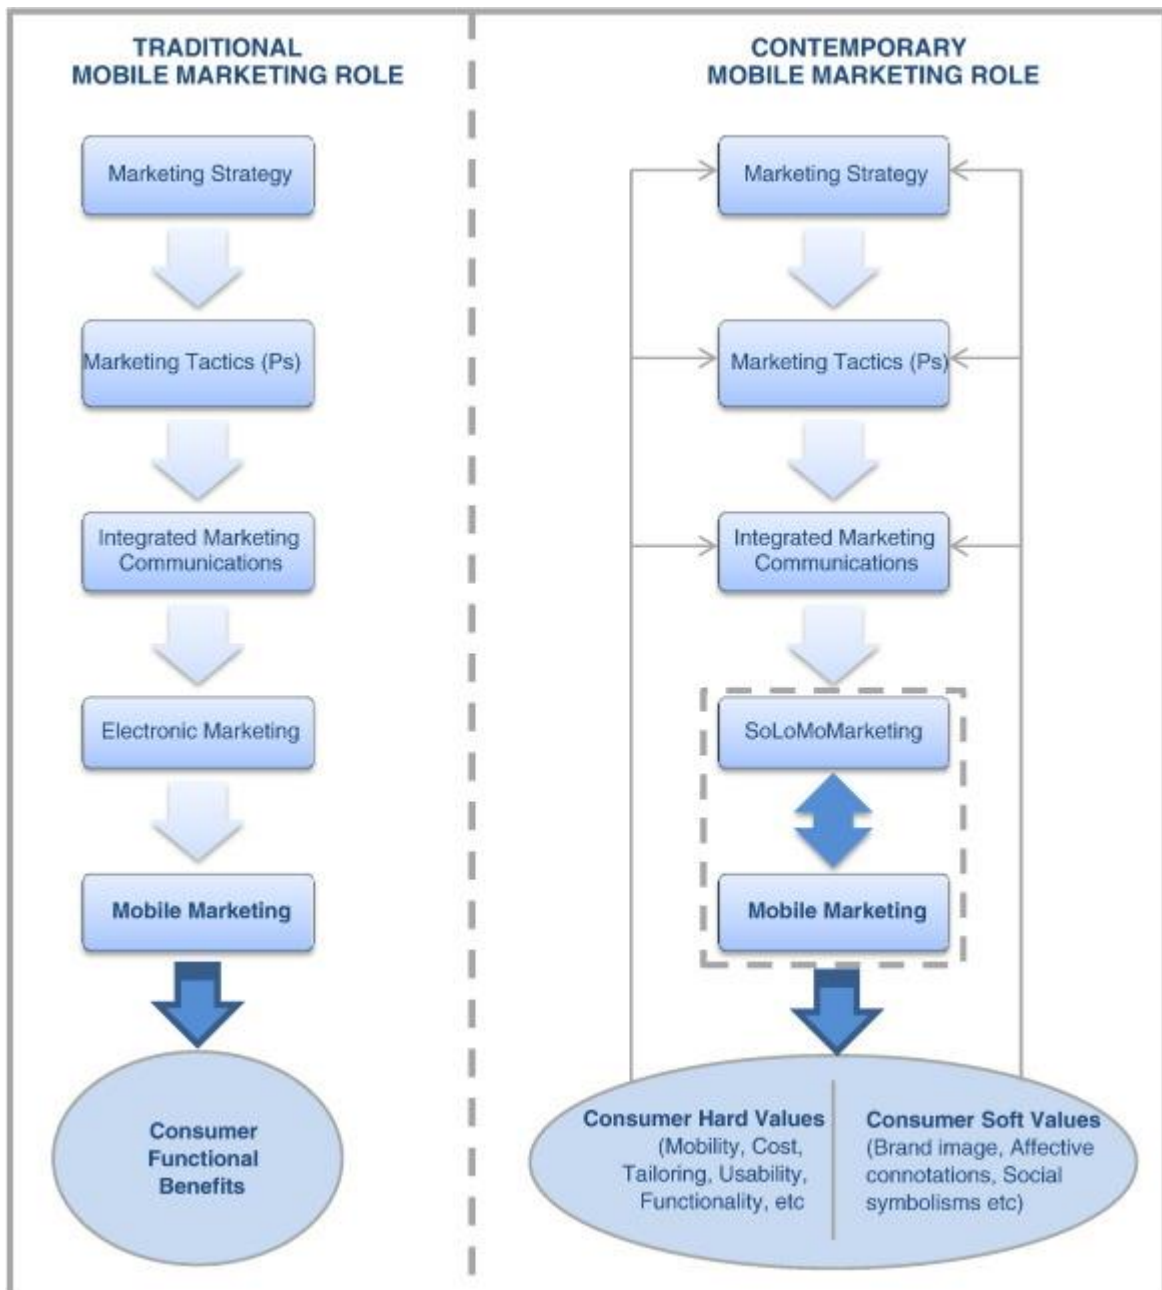 TRADITIONAL
MOBILE MARKETING ROLE
Marketing Strategy
Marketing Tactics (Ps)
Integrated Marketing
Communications
Electronic Marketing
Mobile Marketing
Consumer
Functional
Benefits
CONTEMPORARY
MOBILE MARKETING ROLE
Marketing Strategy
Marketing Tactics (Ps)
Integrated Marketing
Communications
SoLoMoMarketing
Mobile Marketing
Consumer Hard Values
(Mobility, Cost,
Tailoring, Usability,
Functionality, etc
Consumer Soft Values
(Brand image, Affective
connotations, Social
symbolisms etc)